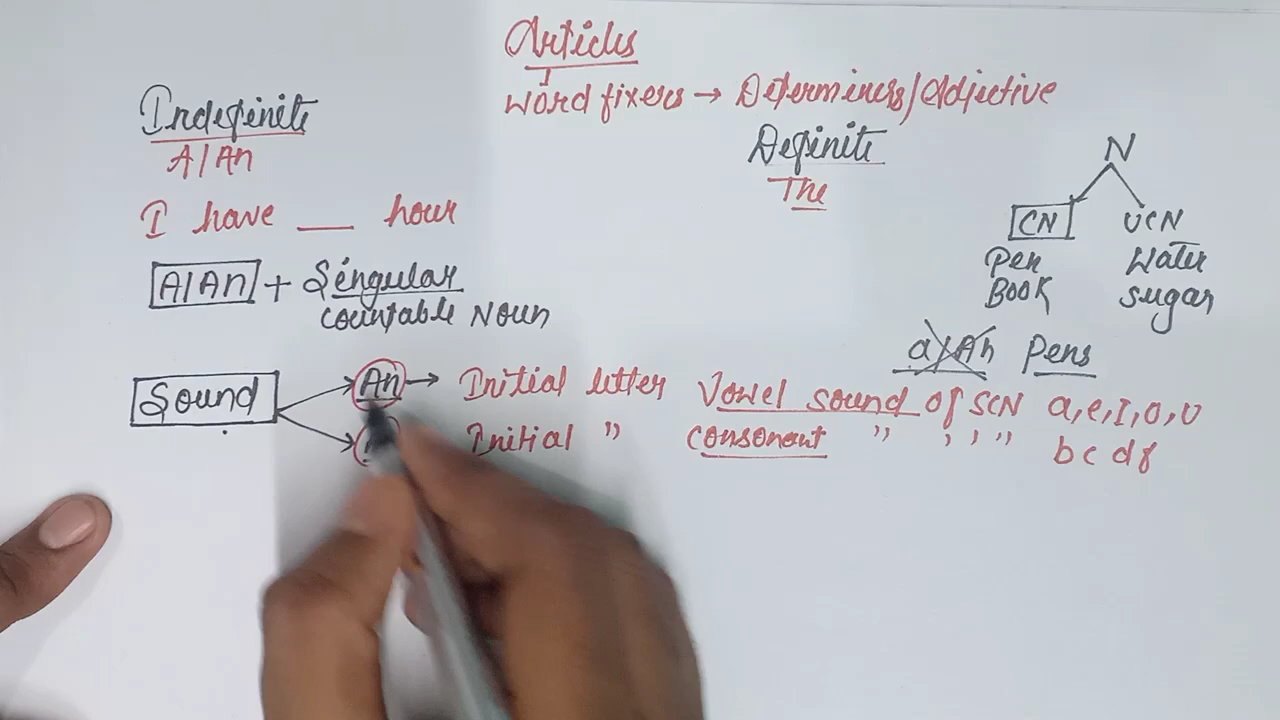 Articles
Word fixers → Determiners/Adjective
Indefinite
A/An
Definite
The
I have ___ hour
A/An + Singular
countable Noun
N
CN UCN
Pen Water
Book Sugar
a/An Pens
Sound
An → Initial letter Vowel sound of SCN a, e, I, o, u
Initial " consonant " , , " b c d f